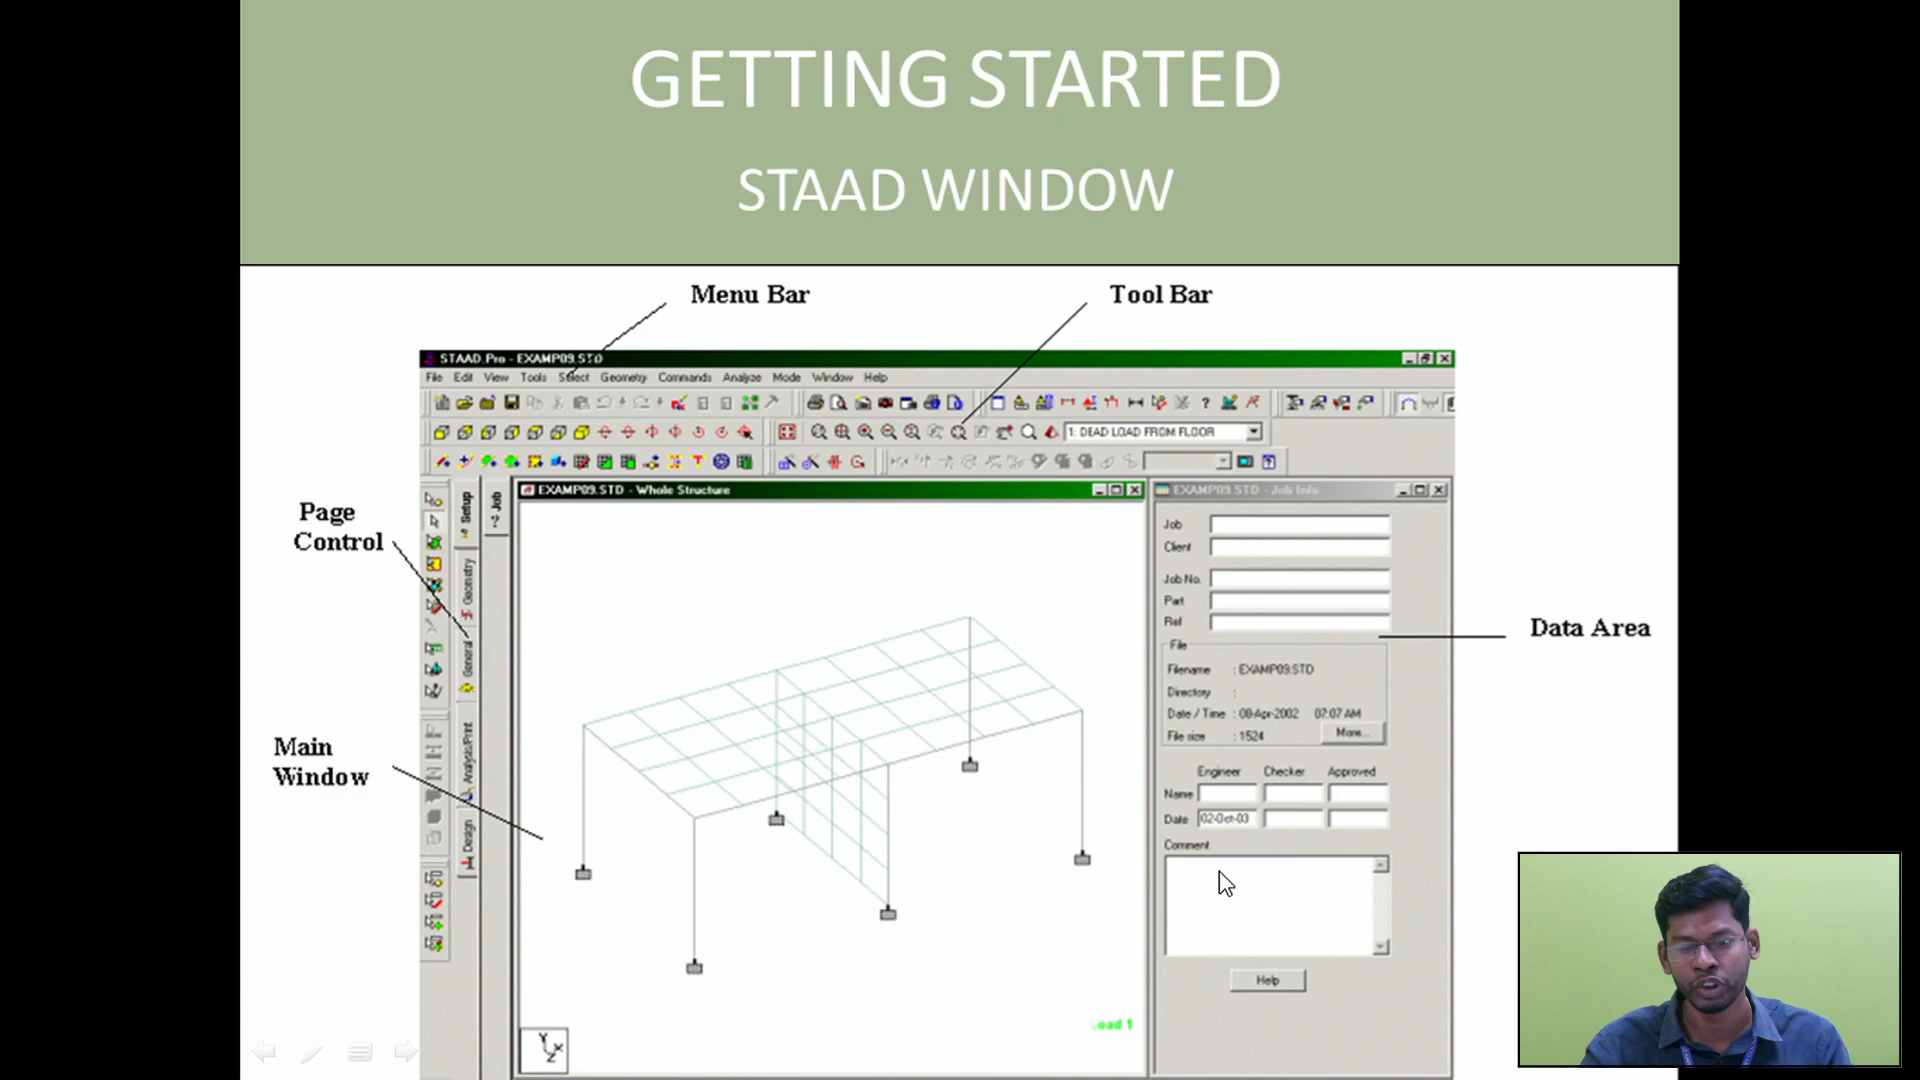 GETTING STARTED
STAAD WINDOW
Menu Bar
Tool Bar
STAAD.Pro - EXAMP09.STD
File Edit View Tools Select Geometry Commands Analyze Mode Window Help
1: DEAD LOAD FROM FLOOR
Page
Control
Main
Window
Data Area
Setup
Geometry
General
Analysis/Print
Design
Job
EXAMP09.STD - Whole Structure
EXAMP09.STD - Job Info
Job
Client
Job No.
Part
Ref
File
Filename : EXAMP09.STD
Directory :
Date / Time : 08-Apr-2002 07:07 AM
File size : 1524
More...
Engineer Checker Approved
Name
Date 02-Oct-03
Comment
Help
Load 1
Y
X
Z